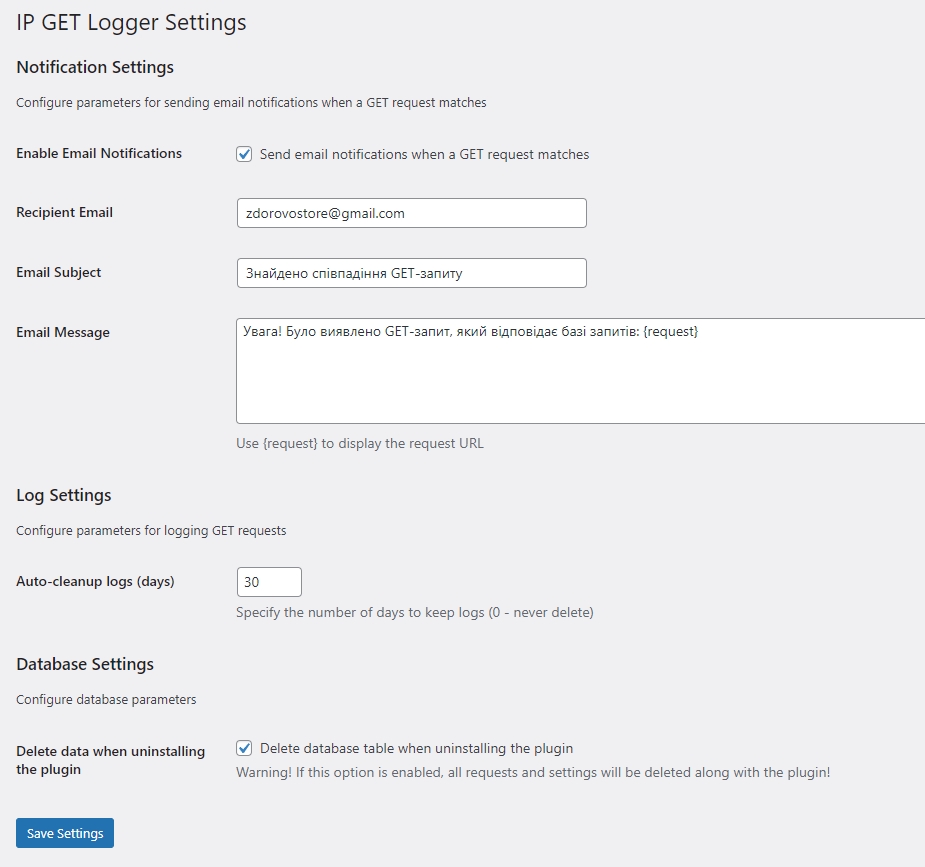 IP GET Logger Settings
Notification Settings
Configure parameters for sending email notifications when a GET request matches
Enable Email Notifications
Send email notifications when a GET request matches
Recipient Email
zdorovostore@gmail.com
Email Subject
Знайдено співпадіння GET-запиту
Email Message
Увага! Було виявлено GET-запит, який відповідає базі запитів: {request}
Use {request} to display the request URL
Log Settings
Configure parameters for logging GET requests
Auto-cleanup logs (days)
30
Specify the number of days to keep logs (0 - never delete)
Database Settings
Configure database parameters
Delete data when uninstalling
the plugin
Delete database table when uninstalling the plugin
Warning! If this option is enabled, all requests and settings will be deleted along with the plugin!
Save Settings